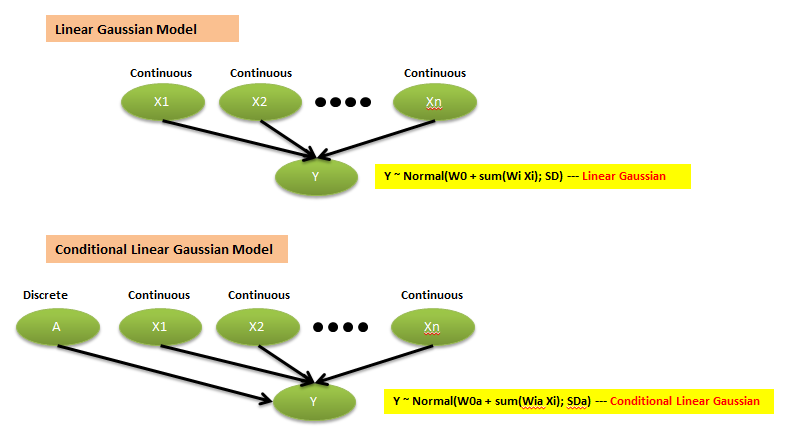 Linear Gaussian Model
Continuous Continuous Continuous
X1 X2 Xn
Y
Y ~ Normal(W0 + sum(Wi Xi); SD) --- Linear Gaussian
Conditional Linear Gaussian Model
Discrete Continuous Continuous Continuous
A X1 X2 Xn
Y
Y ~ Normal(W0a + sum(Wia Xi); SDa) --- Conditional Linear Gaussian